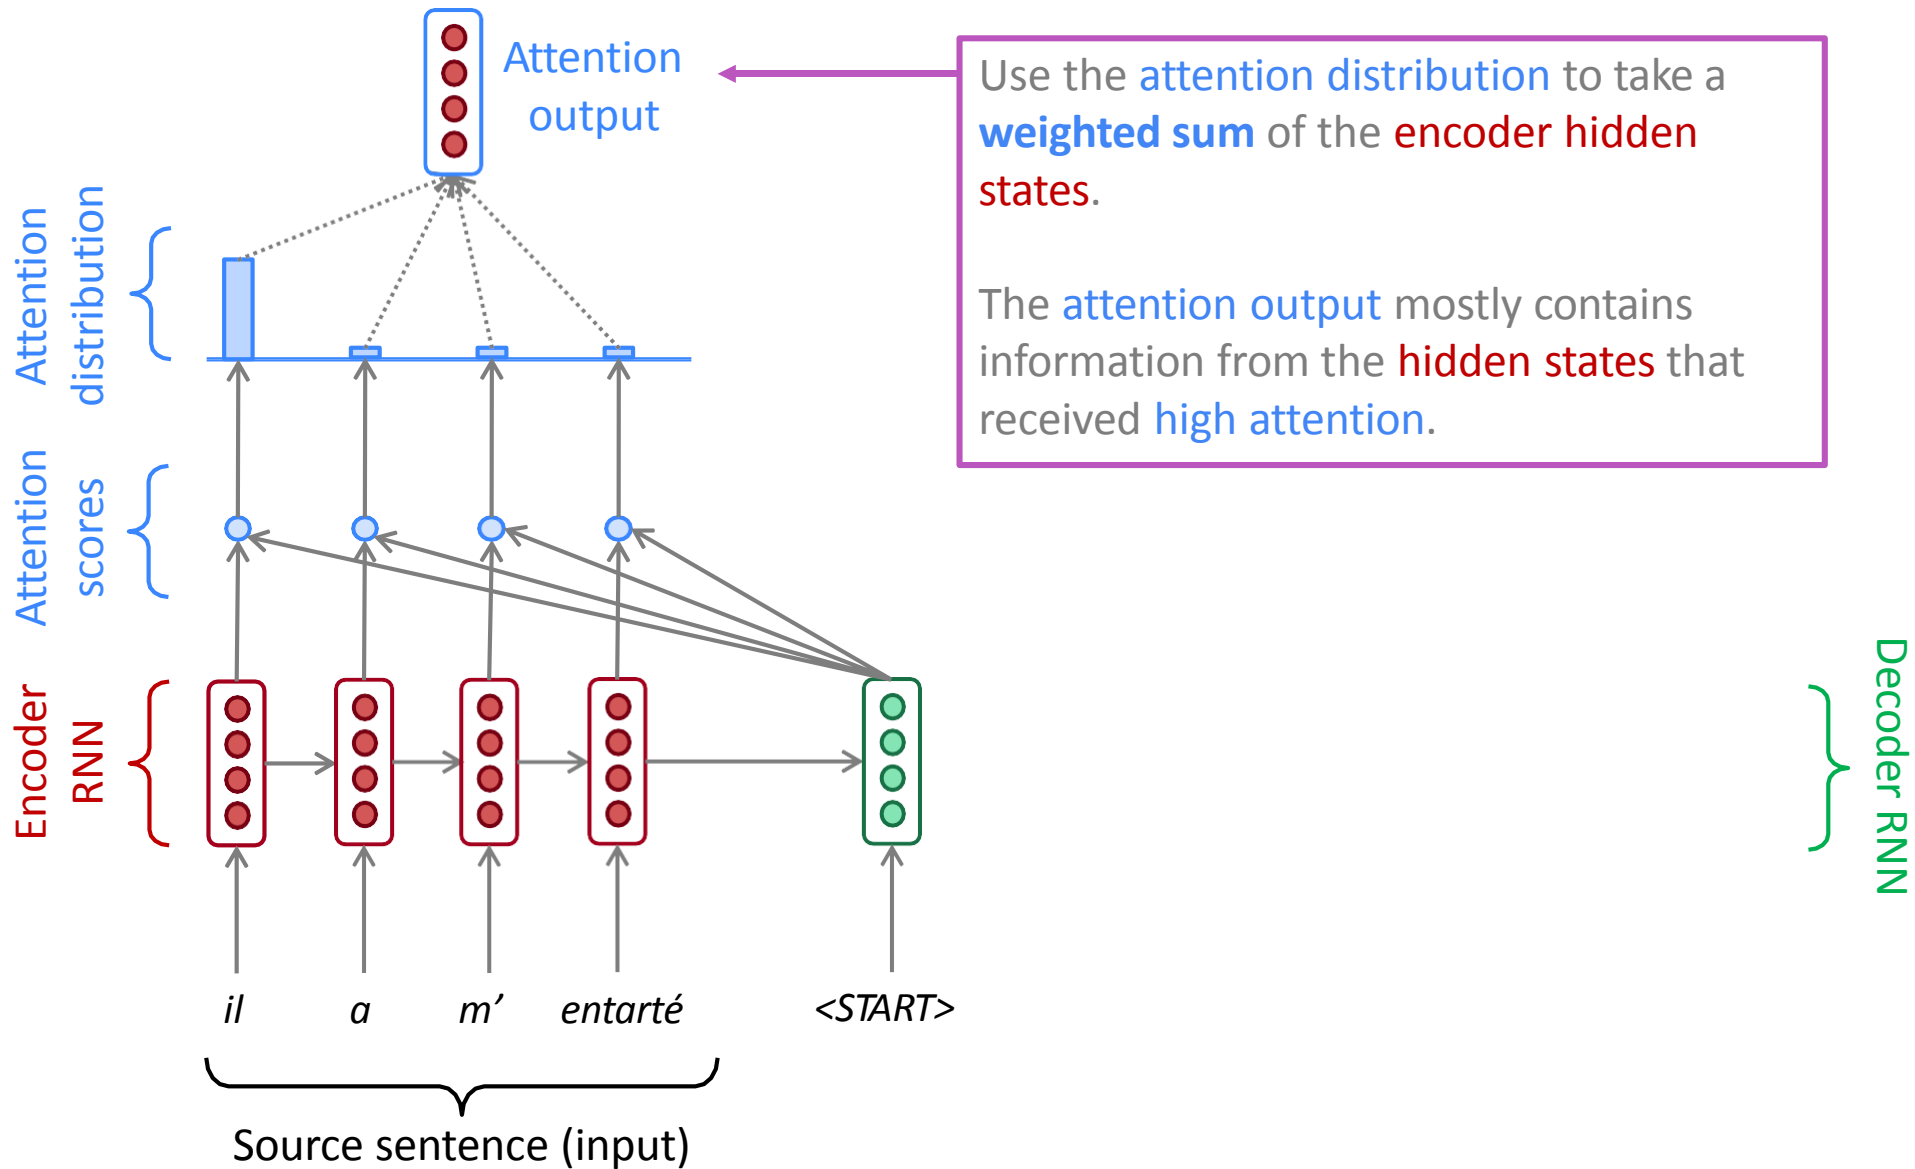 Attention
output
Use the attention distribution to take a
weighted sum of the encoder hidden
states.
The attention output mostly contains
information from the hidden states that
received high attention.
Attention
distribution
Attention
scores
Encoder
RNN
Decoder RNN
il a m’ entarté <START>
Source sentence (input)